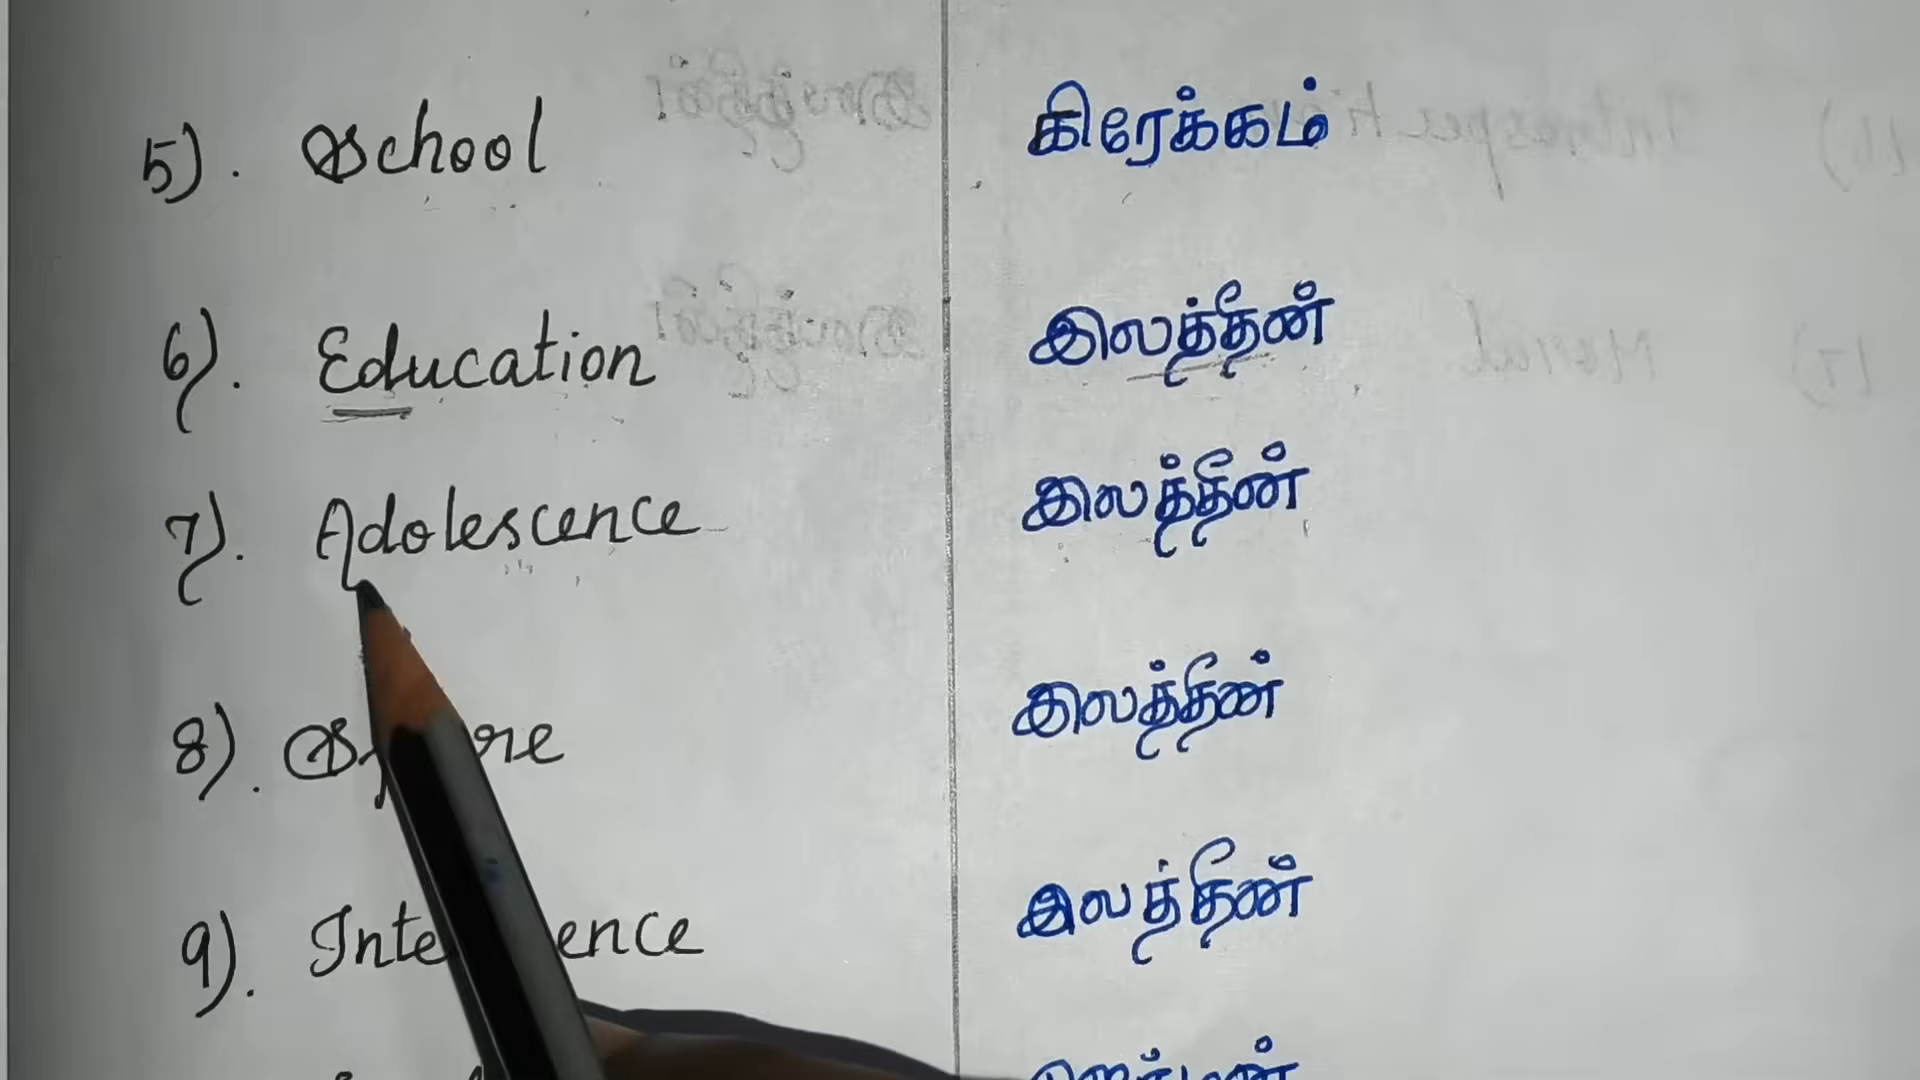 5). School கிரேக்கம்
6). Education இலத்தீன்
7). Adolescence இலத்தீன்
8). இலத்தீன்
9). இலத்தீன்